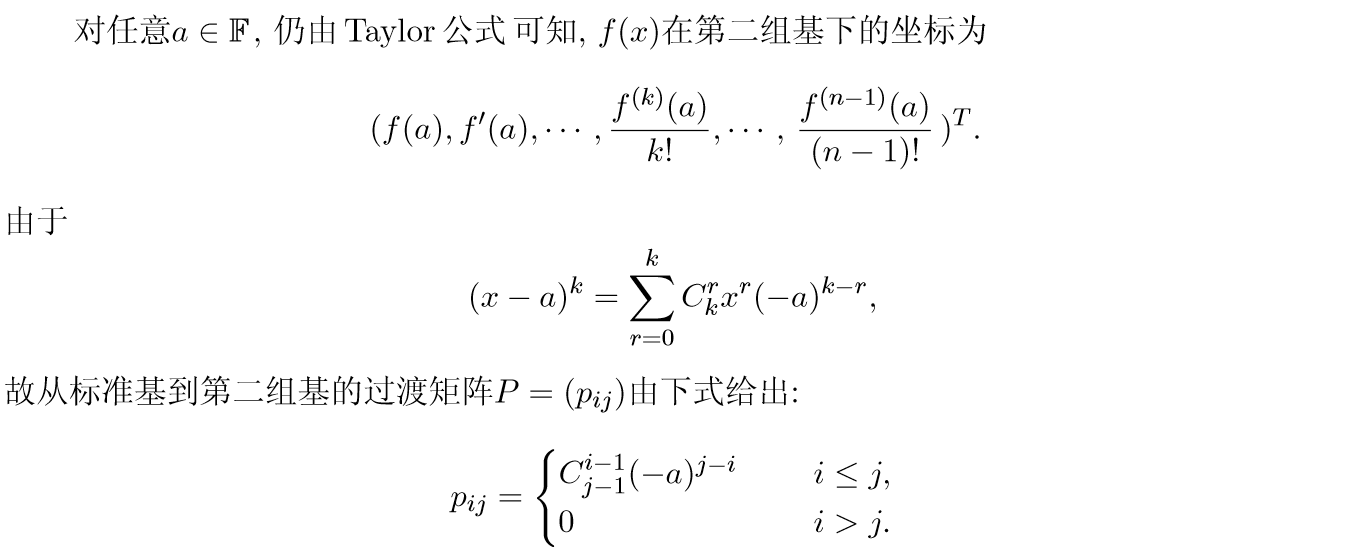 对任意$a \in \mathbb{F}$, 仍由 Taylor 公式 可知, $f(x)$在第二组基下的坐标为
$(f(a), f'(a), \cdots, \frac{f^{(k)}(a)}{k!}, \cdots, \frac{f^{(n-1)}(a)}{(n-1)!})^T.$
由于
$(x-a)^k = \sum_{r=0}^{k} C_k^r x^r (-a)^{k-r},$
故从标准基到第二组基的过渡矩阵$P = (p_{ij})$由下式给出:
$p_{ij} = \begin{cases} C_{j-1}^{i-1}(-a)^{j-i} & i \leq j, \\ 0 & i > j. \end{cases}$